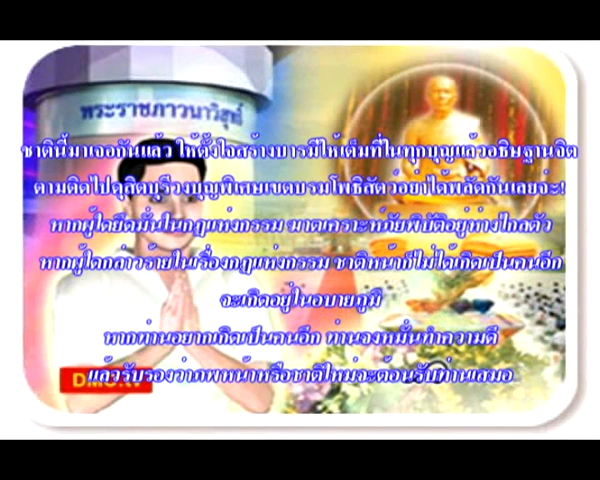 พระราชภาวนาวิสุทธิ์
ชาตินี้มาเจอกันแล้ว ให้ตั้งใจสร้างบารมีให้เต็มที่ในทุกบุญแล้วอธิษฐานจิต
ตามติดไปดุสิตบุรีวงบุญพิเศษเขตบรมโพธิสัตว์อย่าได้พลัดกันเลยจ่ะ!
หากผู้ใดยึดมั่นในกฎแห่งกรรม มาตเคราะห์ภัยพิบัติอยู่ห่างไกลตัว
หากผู้ใดกล่าวร้ายในเรื่องกฎแห่งกรรม ชาติหน้าก็ไม่ได้เกิดเป็นคนอีก
จะเกิดอยู่ในอบายภูมิ
หากท่านอยากเกิดเป็นคนอีก ท่านจงหมั่นทำความดี
แล้วรับรองว่าภพหน้าหรือชาติใหม่จะต้อนรับท่านเสมอ